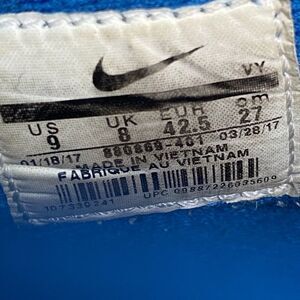 VY
US UK EUR cm
9 8 42.5 27
01/18/17 880869-401 03/28/17
MADE IN VIETNAM
FABRIQUE AU VIETNAM
UPC 00887226035609